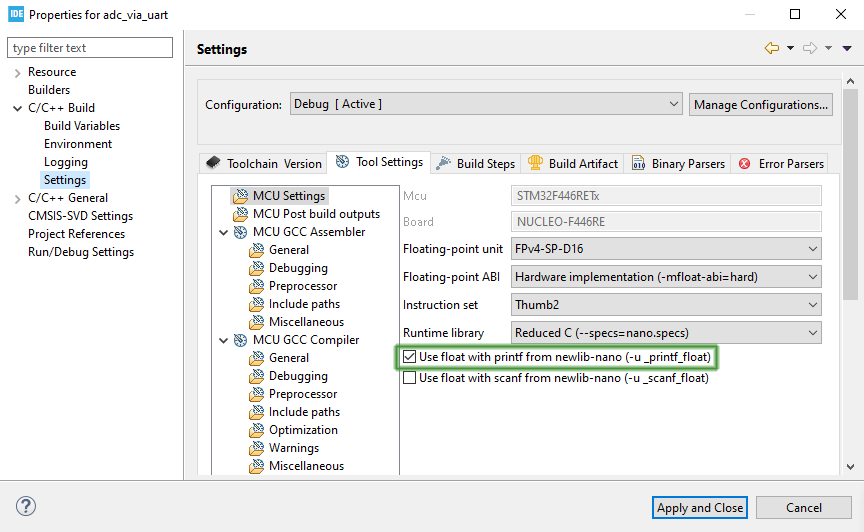 IDE Properties for adc_via_uart
type filter text
Settings
Resource
Builders
C/C++ Build
Build Variables
Environment
Logging
Settings
C/C++ General
CMSIS-SVD Settings
Project References
Run/Debug Settings
Configuration: Debug [ Active ] Manage Configurations...
Toolchain Version Tool Settings Build Steps Build Artifact 010 Binary Parsers Error Parsers
MCU Settings
MCU Post build outputs
MCU GCC Assembler
General
Debugging
Preprocessor
Include paths
Miscellaneous
MCU GCC Compiler
General
Debugging
Preprocessor
Include paths
Optimization
Warnings
Miscellaneous
Mcu STM32F446RETx
Board NUCLEO-F446RE
Floating-point unit FPv4-SP-D16
Floating-point ABI Hardware implementation (-mfloat-abi=hard)
Instruction set Thumb2
Runtime library Reduced C (--specs=nano.specs)
Use float with printf from newlib-nano (-u _printf_float)
Use float with scanf from newlib-nano (-u _scanf_float)
? Apply and Close Cancel